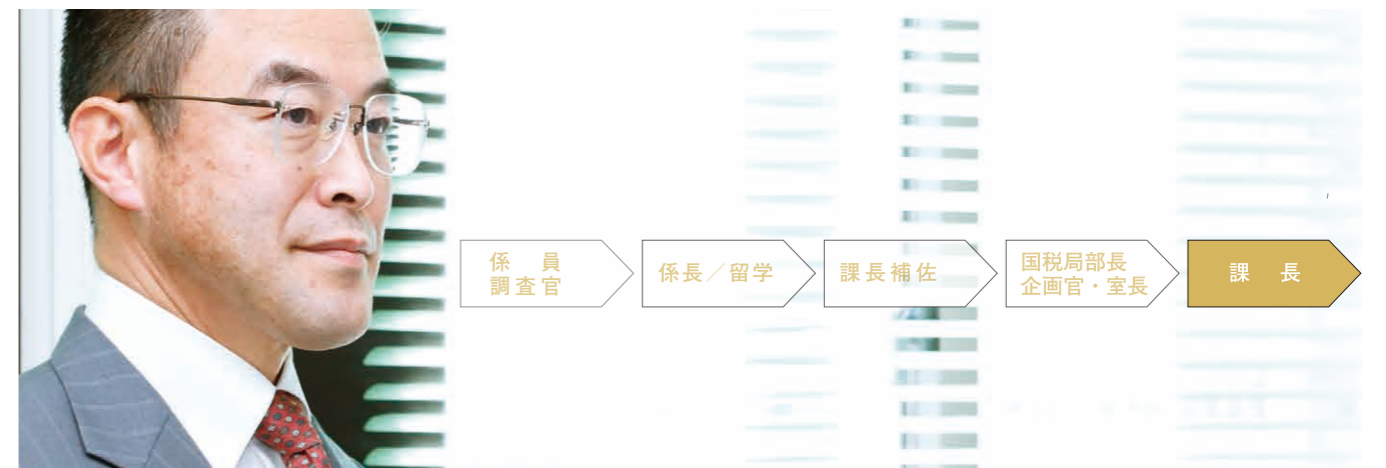 係　員
調査官
係長／留学
課長補佐
国税局部長
企画官・室長
課　長